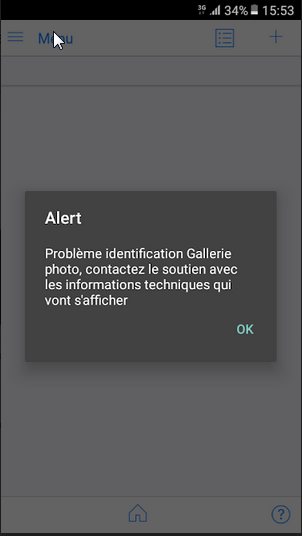 3G 34% 15:53
Menu
Alert
Problème identification Gallerie
photo, contactez le soutien avec
les informations techniques qui
vont s'afficher
OK
?